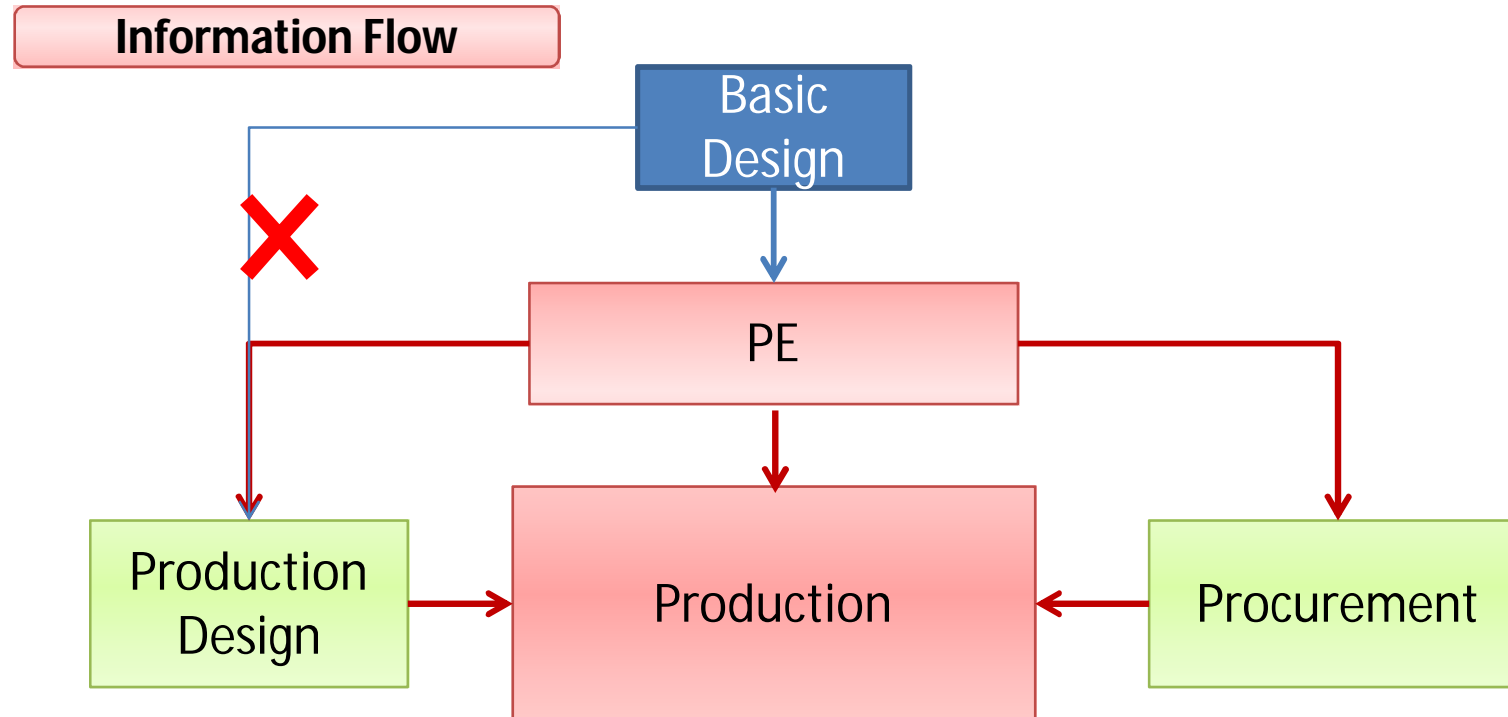 Information Flow
Basic
Design
PE
Production
Design
Production
Procurement